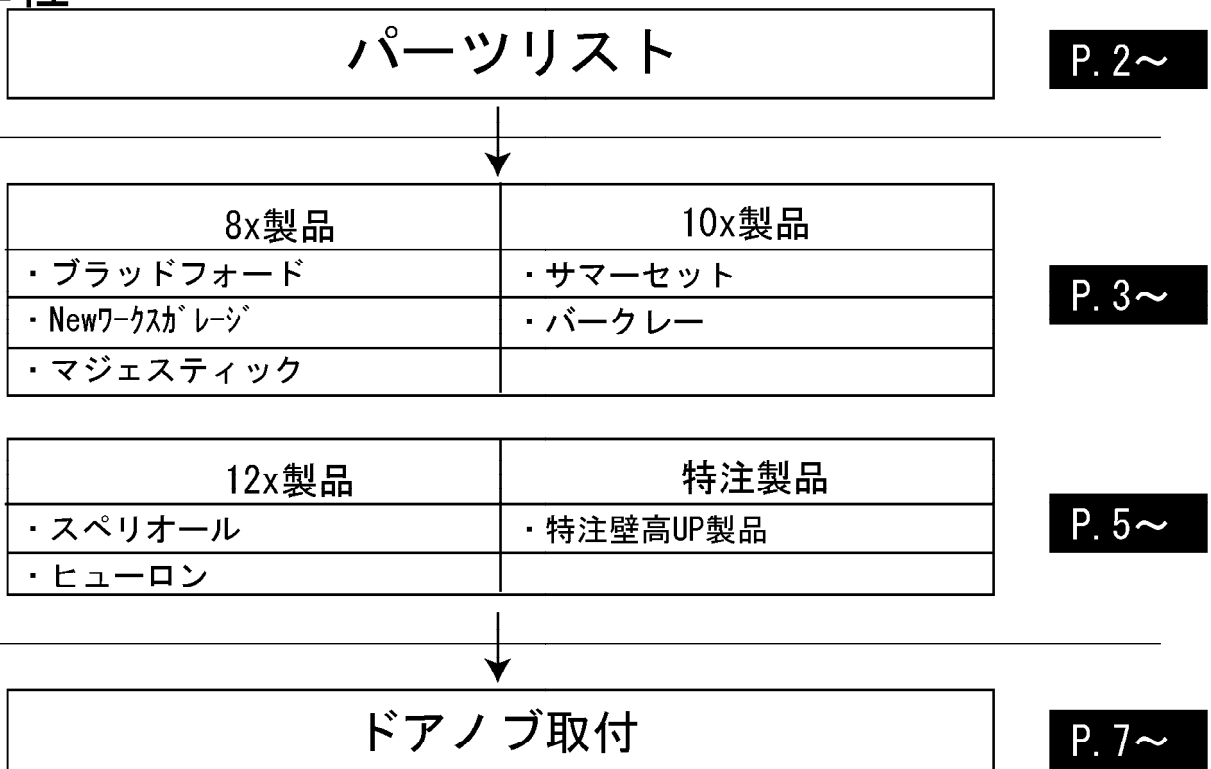 パーツリスト
P. 2～
8x製品
10x製品
・ブラッドフォード
・サマーセット
・Newﾜｰｸｽｶﾞﾚｰｼﾞ
・バークレー
・マジェスティック
P. 3～
12x製品
特注製品
・スペリオール
・特注壁高UP製品
・ヒューロン
P. 5～
ドアノブ取付
P. 7～